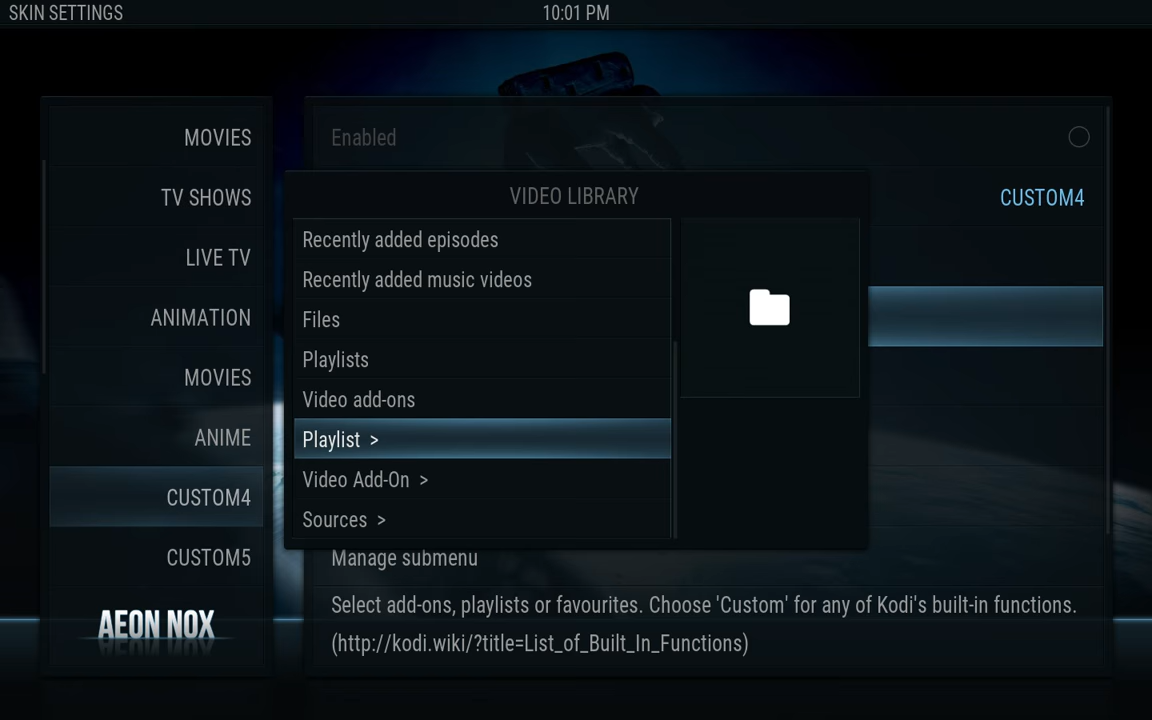 SKIN SETTINGS
10:01 PM
MOVIES
TV SHOWS
LIVE TV
ANIMATION
MOVIES
ANIME
CUSTOM4
CUSTOM5
AEON NOX
Enabled
CUSTOM4
VIDEO LIBRARY
Recently added episodes
Recently added music videos
Files
Playlists
Video add-ons
Playlist >
Video Add-On >
Sources >
Manage submenu
Select add-ons, playlists or favourites. Choose 'Custom' for any of Kodi's built-in functions.
(http://kodi.wiki/?title=List_of_Built_In_Functions)